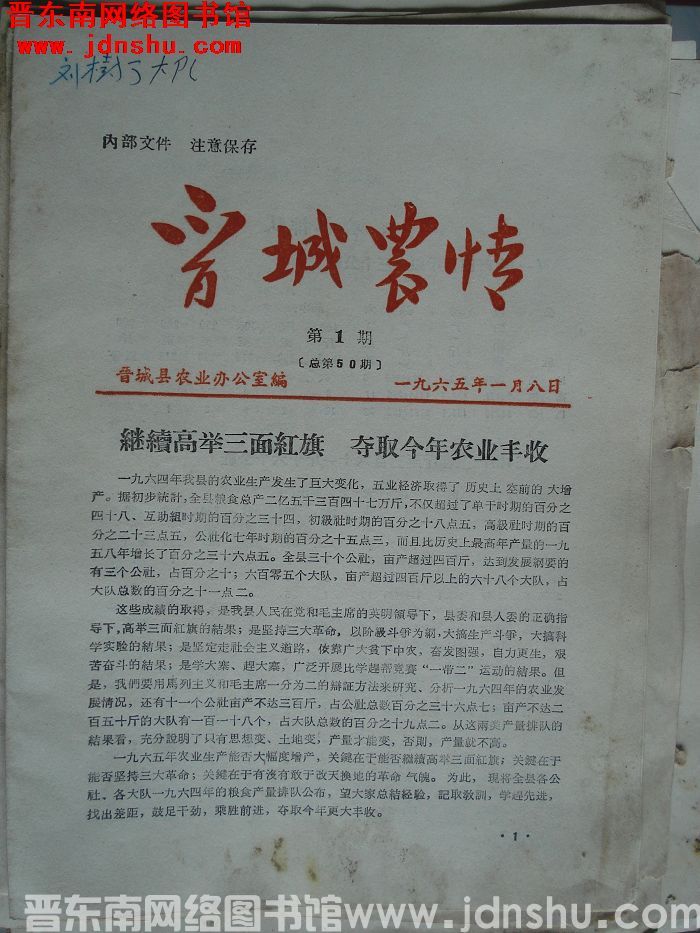 晋东南网络图书馆
www.jdnshu.com
刘树
內部文件 注意保存
晋城農情
第1期
〔总第50期〕
晋城县农业办公室編 一九六五年一月八日
継續高举三面紅旗 夺取今年农业丰收
一九六四年我县的农业生产发生了巨大变化，五业经济取得了历史上空前的大增
产。据初步統計，全县粮食总产二亿五千三百四十七万斤，不仅超过了单干时期的百分之
四十八、互助組时期的百分之三十四，初級社时期的百分之十八点五，高級社时期的百
分之二十三点五，公社化七年时期的百分之十五点三，而且比历史上最高年产量的一九
五八年增长了百分之三十六点五。全县三十个公社，亩产超过四百斤，达到发展綱要的
有三个公社，占百分之十；六百零五个大队，亩产超过四百斤以上的六十八个大队，占
大队总数的百分之十一点二。
这些成績的取得，是我县人民在党和毛主席的英明領导下，县委和县人委的正确指
导下，高举三面紅旗的結果；是坚持三大革命，以阶級斗爭为綱，大搞生产斗爭，大搞科
学实驗的結果；是坚定走社会主义道路，依靠广大貧下中农，奋发图强，自力更生，艰
苦奋斗的結果；是学大寨、赶大寨，广泛开展比学赶帮竞賽“一带二”运动的結果。但
是，我們要用馬列主义和毛主席一分为二的辯証方法来研究、分析一九六四年的农业发
展情况，还有十一个公社亩产不达三百斤，占公社总数百分之三十六点七；亩产不达二
百五十斤的大队有一百一十八个，占大队总数的百分之十九点二。从这兩类产量排队的
結果看，充分說明了只有思想变、土地变，产量才能变，否則，产量就不高。
一九六五年农业生产能否大幅度增产，关鍵在于能否継續高举三面紅旗；关鍵在于
能否坚持三大革命；关鍵在于有沒有敢于改天換地的革命气魄。为此，現将全县各公
社、各大队一九六四年的粮食产量排队公布，望大家总結经驗，記取敎訓，学赶先进，
找出差距，鼓足干劲，乘胜前进，夺取今年更大丰收。
·1·
晋东南网络图书馆 www.jdnshu.com